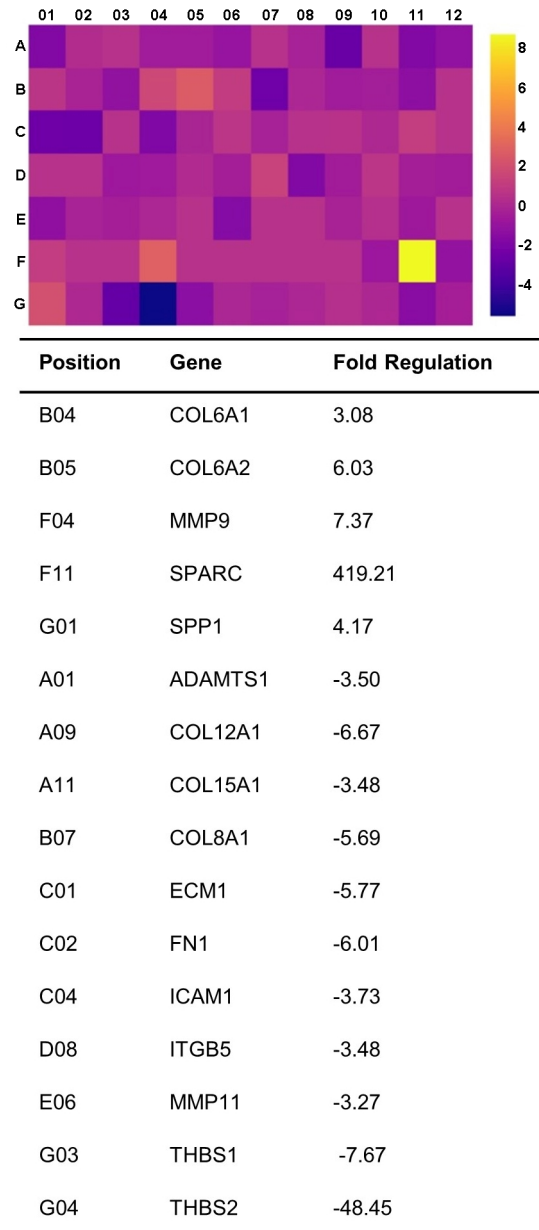 01 02 03 04 05 06 07 08 09 10 11 12
A
B
C
D
E
F
G
8
6
4
2
0
-2
-4
Position Gene Fold Regulation
B04 COL6A1 3.08
B05 COL6A2 6.03
F04 MMP9 7.37
F11 SPARC 419.21
G01 SPP1 4.17
A01 ADAMTS1 -3.50
A09 COL12A1 -6.67
A11 COL15A1 -3.48
B07 COL8A1 -5.69
C01 ECM1 -5.77
C02 FN1 -6.01
C04 ICAM1 -3.73
D08 ITGB5 -3.48
E06 MMP11 -3.27
G03 THBS1 -7.67
G04 THBS2 -48.45